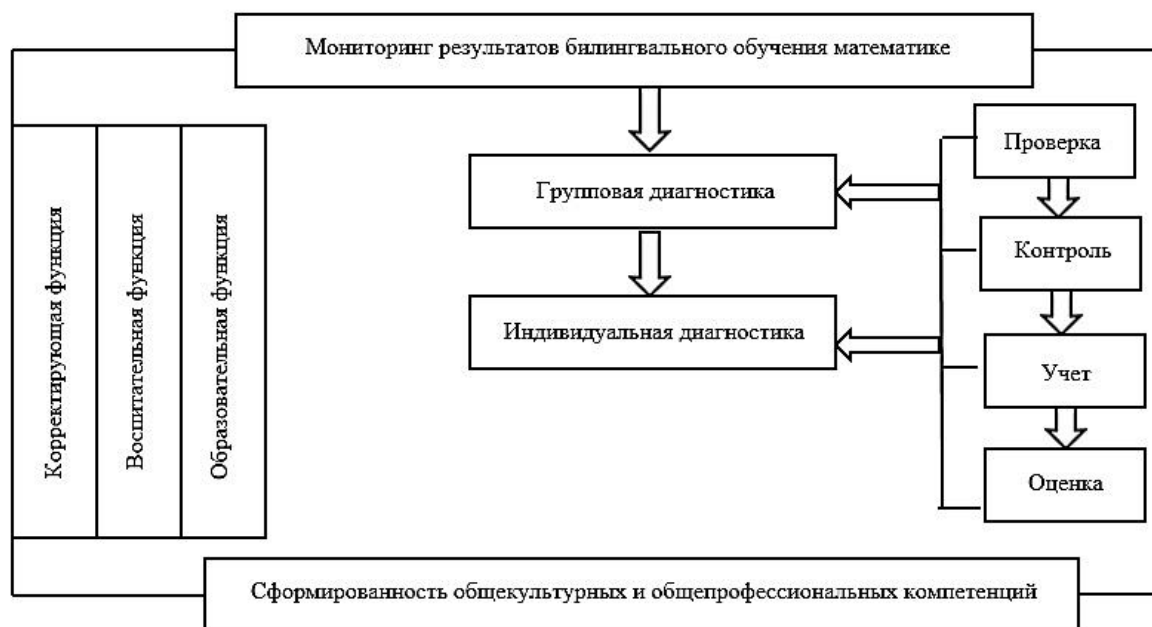 Мониторинг результатов билингвального обучения математике
Корректирующая функция
Воспитательная функция
Образовательная функция
Групповая диагностика
Индивидуальная диагностика
Проверка
Контроль
Учет
Оценка
Сформированность общекультурных и общепрофессиональных компетенций